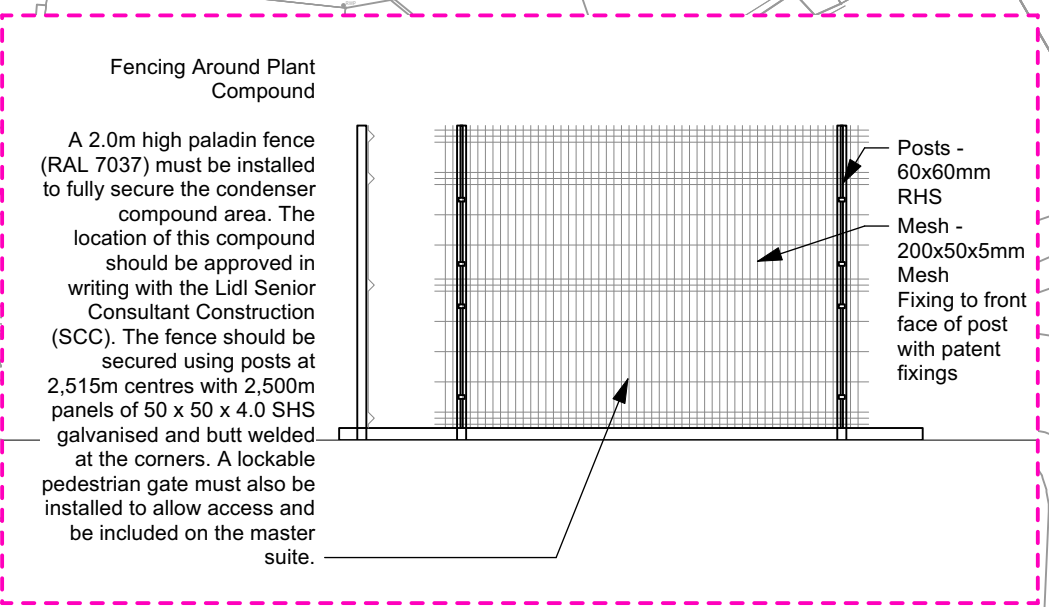 Fencing Around Plant
Compound
A 2.0m high paladin fence
(RAL 7037) must be installed
to fully secure the condenser
compound area. The
location of this compound
should be approved in
writing with the Lidl Senior
Consultant Construction
(SCC). The fence should be
secured using posts at
2,515m centres with 2,500m
panels of 50 x 50 x 4.0 SHS
galvanised and butt welded
at the corners. A lockable
pedestrian gate must also be
installed to allow access and
be included on the master
suite.
Posts -
60x60mm
RHS
Mesh -
200x50x5mm
Mesh
Fixing to front
face of post
with patent
fixings